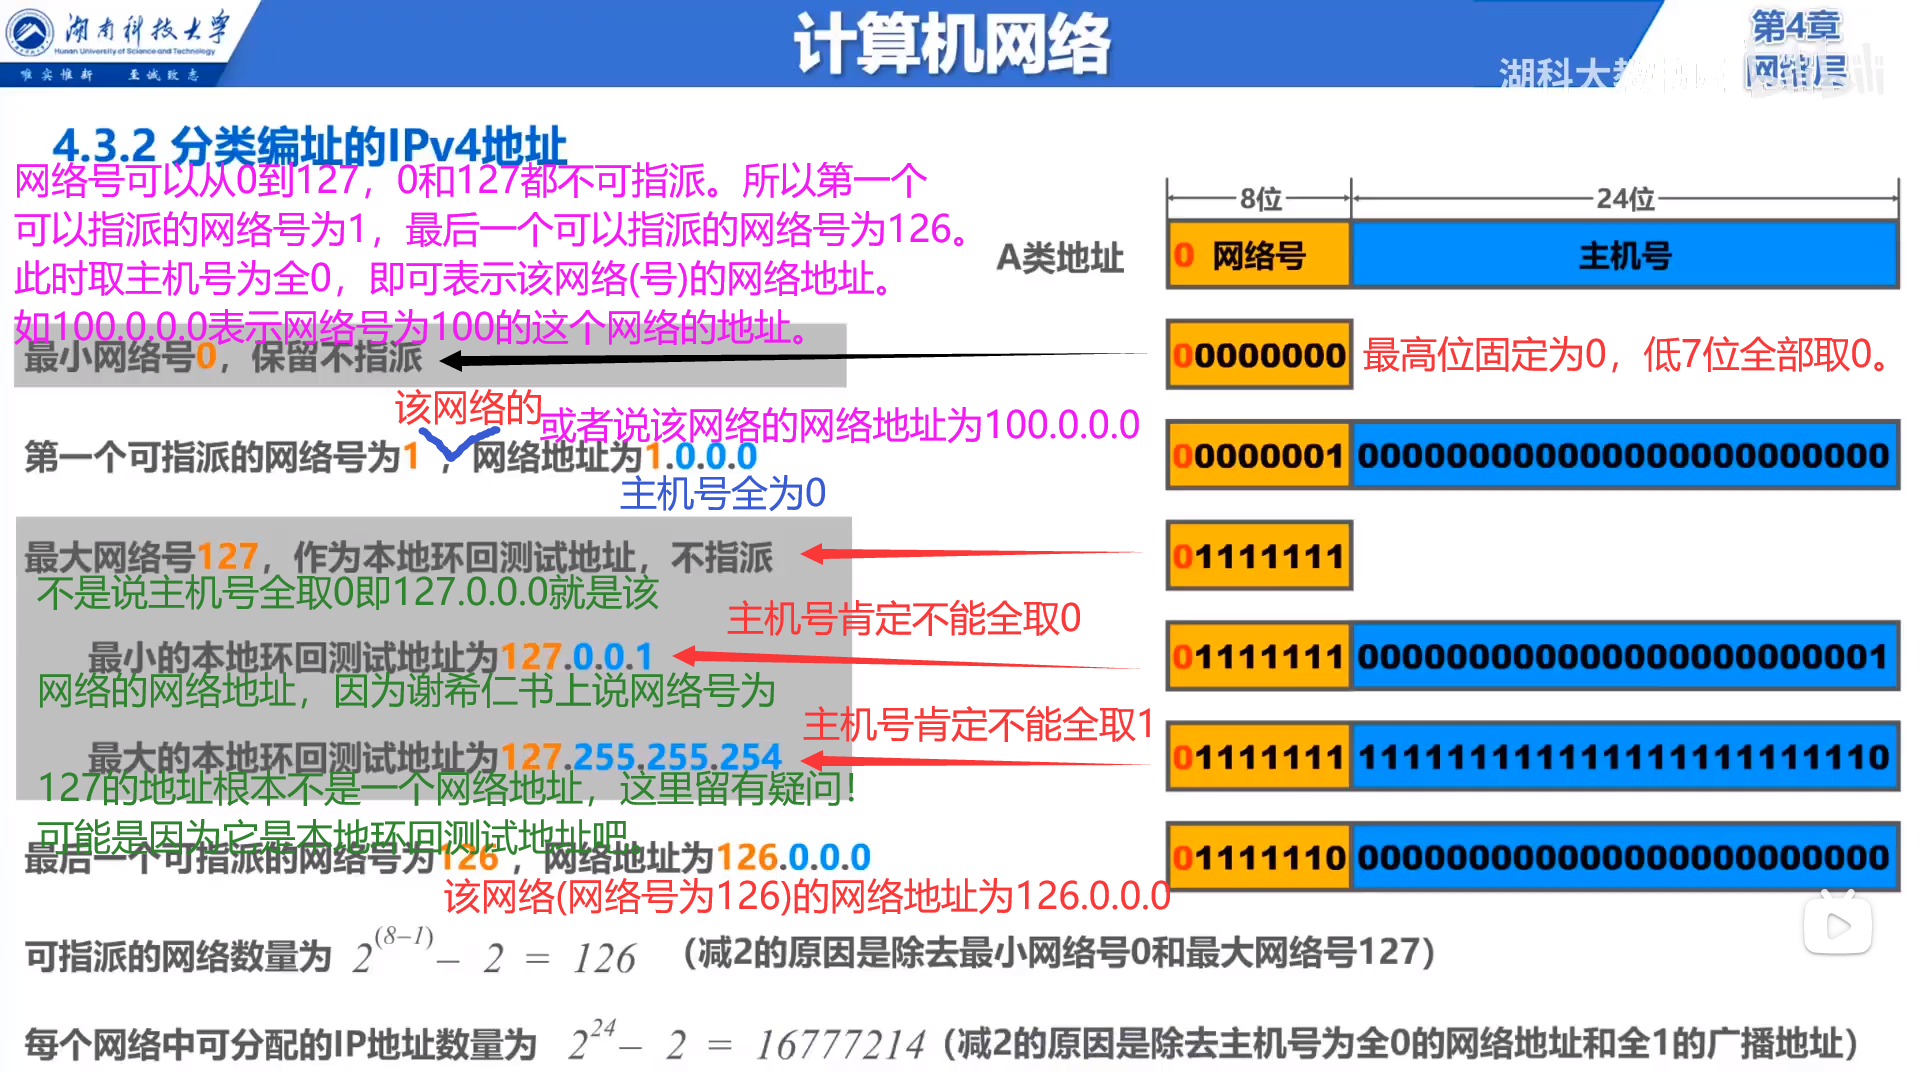 湖南科技大学
Hunan University of Science and Technology
唯实惟新 至诚致志
计算机网络
第4章
网络层
湖科大教书匠
bilibili
4.3.2 分类编址的IPv4地址
网络号可以从0到127，0和127都不可指派。所以第一个
可以指派的网络号为1，最后一个可以指派的网络号为126。
此时取主机号为全0，即可表示该网络(号)的网络地址。
如100.0.0.0表示网络号为100的这个网络的地址。
8位 24位
A类地址 0 网络号 主机号
最小网络号0，保留不指派
00000000
最高位固定为0，低7位全部取0。
该网络的
或者说该网络的网络地址为100.0.0.0
第一个可指派的网络号为1，网络地址为1.0.0.0
00000001 000000000000000000000000
主机号全为0
最大网络号127，作为本地环回测试地址，不指派
01111111
不是说主机号全取0即127.0.0.0就是该
主机号肯定不能全取0
最小的本地环回测试地址为127.0.0.1
01111111 000000000000000000000001
网络的网络地址，因为谢希仁书上说网络号为
主机号肯定不能全取1
最大的本地环回测试地址为127.255.255.254
01111111 111111111111111111111110
127的地址根本不是一个网络地址，这里留有疑问！
可能是因为它是本地环回测试地址吧。
最后一个可指派的网络号为126，网络地址为126.0.0.0
01111110 000000000000000000000000
该网络(网络号为126)的网络地址为126.0.0.0
可指派的网络数量为 2^(8–1) – 2 = 126 （减2的原因是除去最小网络号0和最大网络号127）
每个网络中可分配的IP地址数量为 2^24 – 2 = 16777214（减2的原因是除去主机号为全0的网络地址和全1的广播地址）